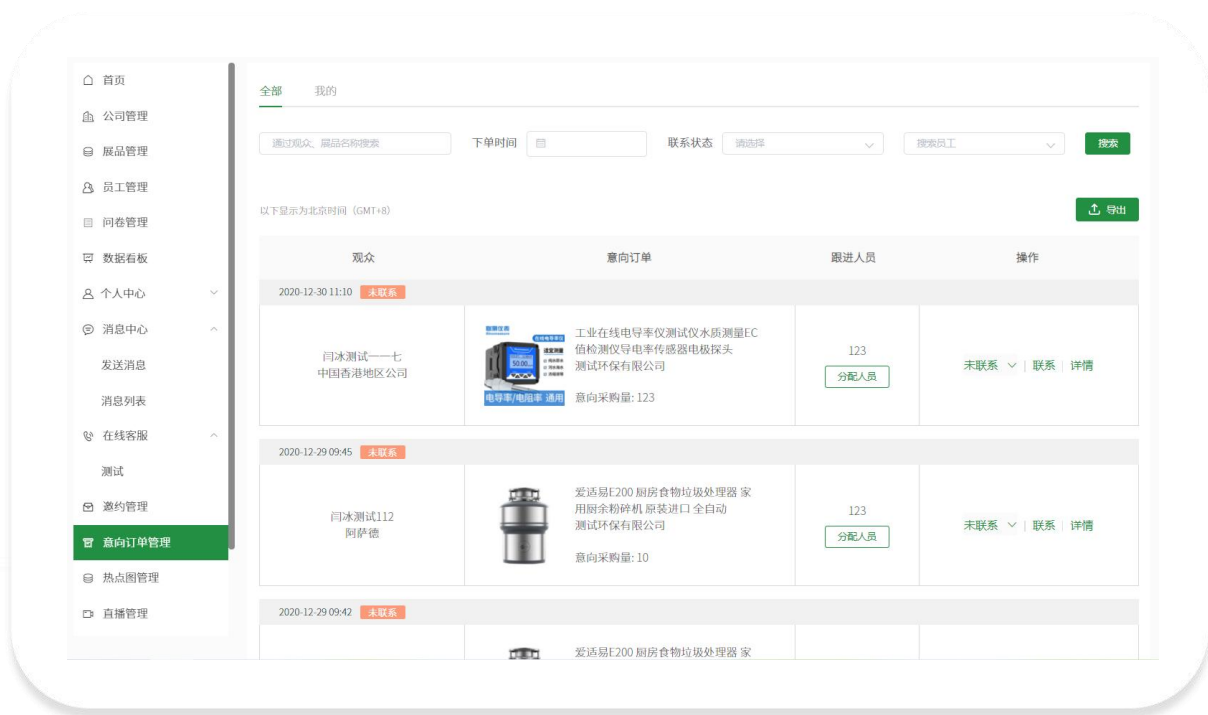 首页
公司管理
展品管理
员工管理
问卷管理
数据看板
个人中心
消息中心
发送消息
消息列表
在线客服
测试
邀约管理
意向订单管理
热点图管理
直播管理
全部 我的
通过观众、展品名称搜索 下单时间 联系状态 请选择 搜索员工 搜索
以下显示为北京时间（GMT+8） 导出
观众 意向订单 跟进人员 操作
2020-12-30 11:10 未联系
闫冰测试一一七
中国香港地区公司
在线电导率仪
50.00
电导率/电阻率 通用
工业在线电导率仪测试仪水质测量EC
值检测仪导电率传感器电极探头
测试环保有限公司
意向采购量: 123
123
分配人员
未联系 联系 详情
2020-12-29 09:45 未联系
闫冰测试112
阿萨德
爱适易E200 厨房食物垃圾处理器 家
用厨余粉碎机 原装进口 全自动
测试环保有限公司
意向采购量: 10
123
分配人员
未联系 联系 详情
2020-12-29 09:42 未联系
爱适易E200 厨房食物垃圾处理器 家